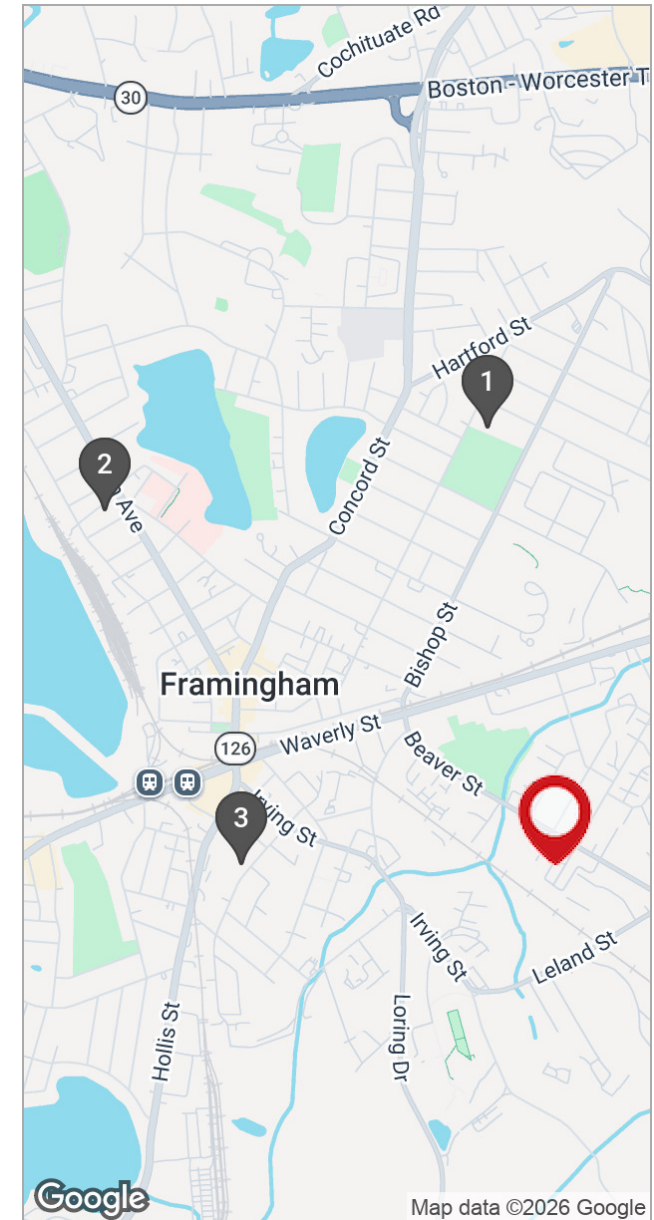 Cochituate Rd
30
Boston - Worcester T
Hartford St
1
2
Ave
Concord St
Bishop St
Framingham
126
Waverly St
Beaver St
3
Irving St
Irving St
Leland St
Loring Dr
Hollis St
Google
Map data ©2026 Google